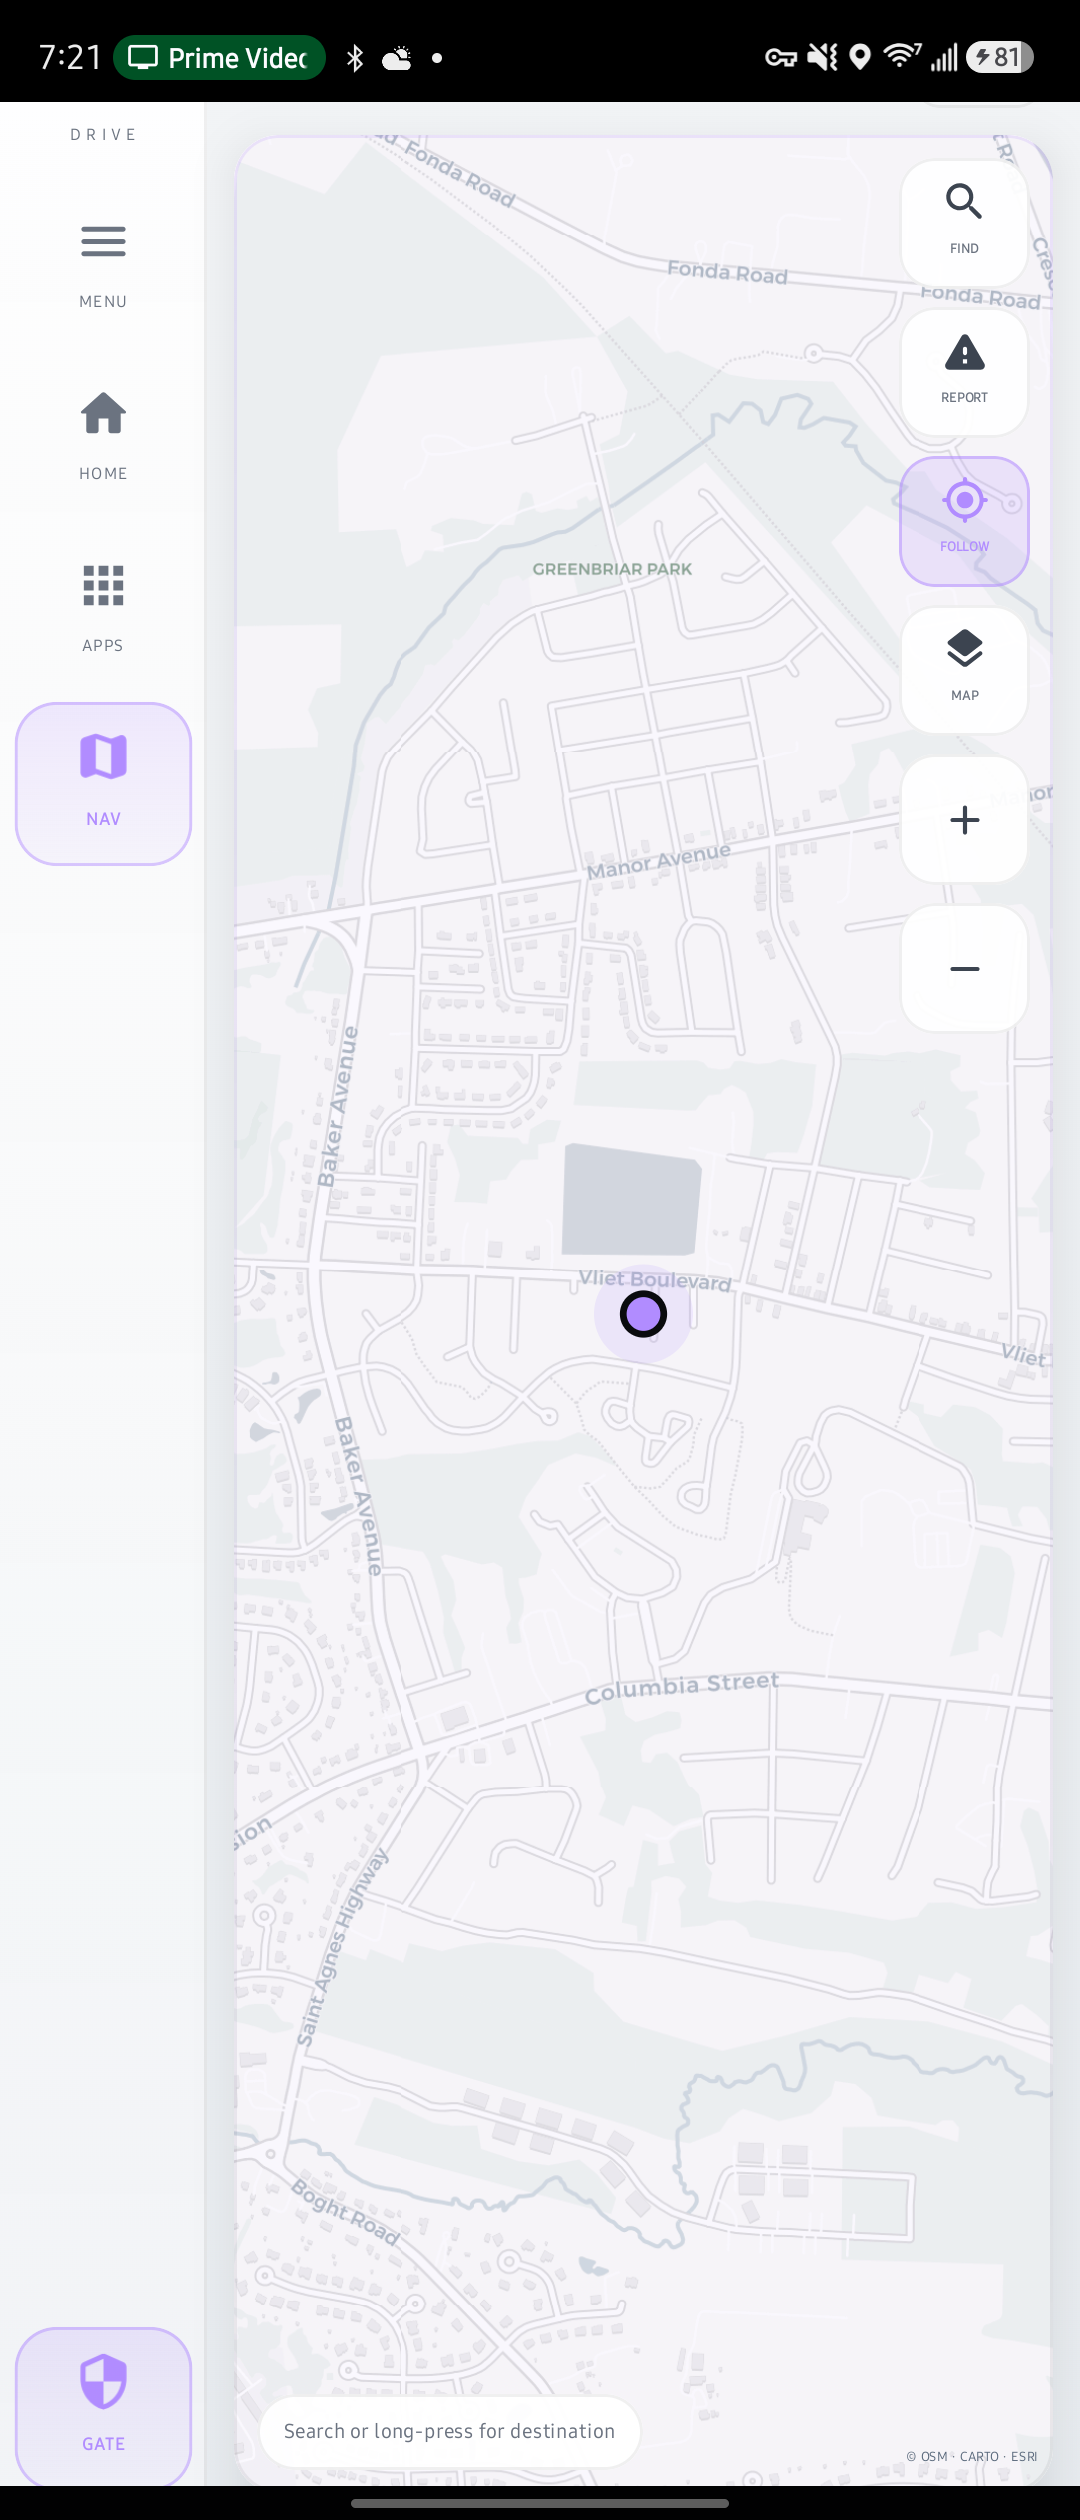 7:21
Prime Video
81
DRIVE
MENU
HOME
APPS
NAV
GATE
Fonda Road
Fonda Road
Fonda Road
FIND
REPORT
FOLLOW
MAP
GREENBRIAR PARK
Manor Avenue
Baker Avenue
Vliet Boulevard
Vliet
Baker Avenue
Columbia Street
Saint Agnes Highway
Boght Road
Search or long-press for destination
© OSM · CARTO · ESRI